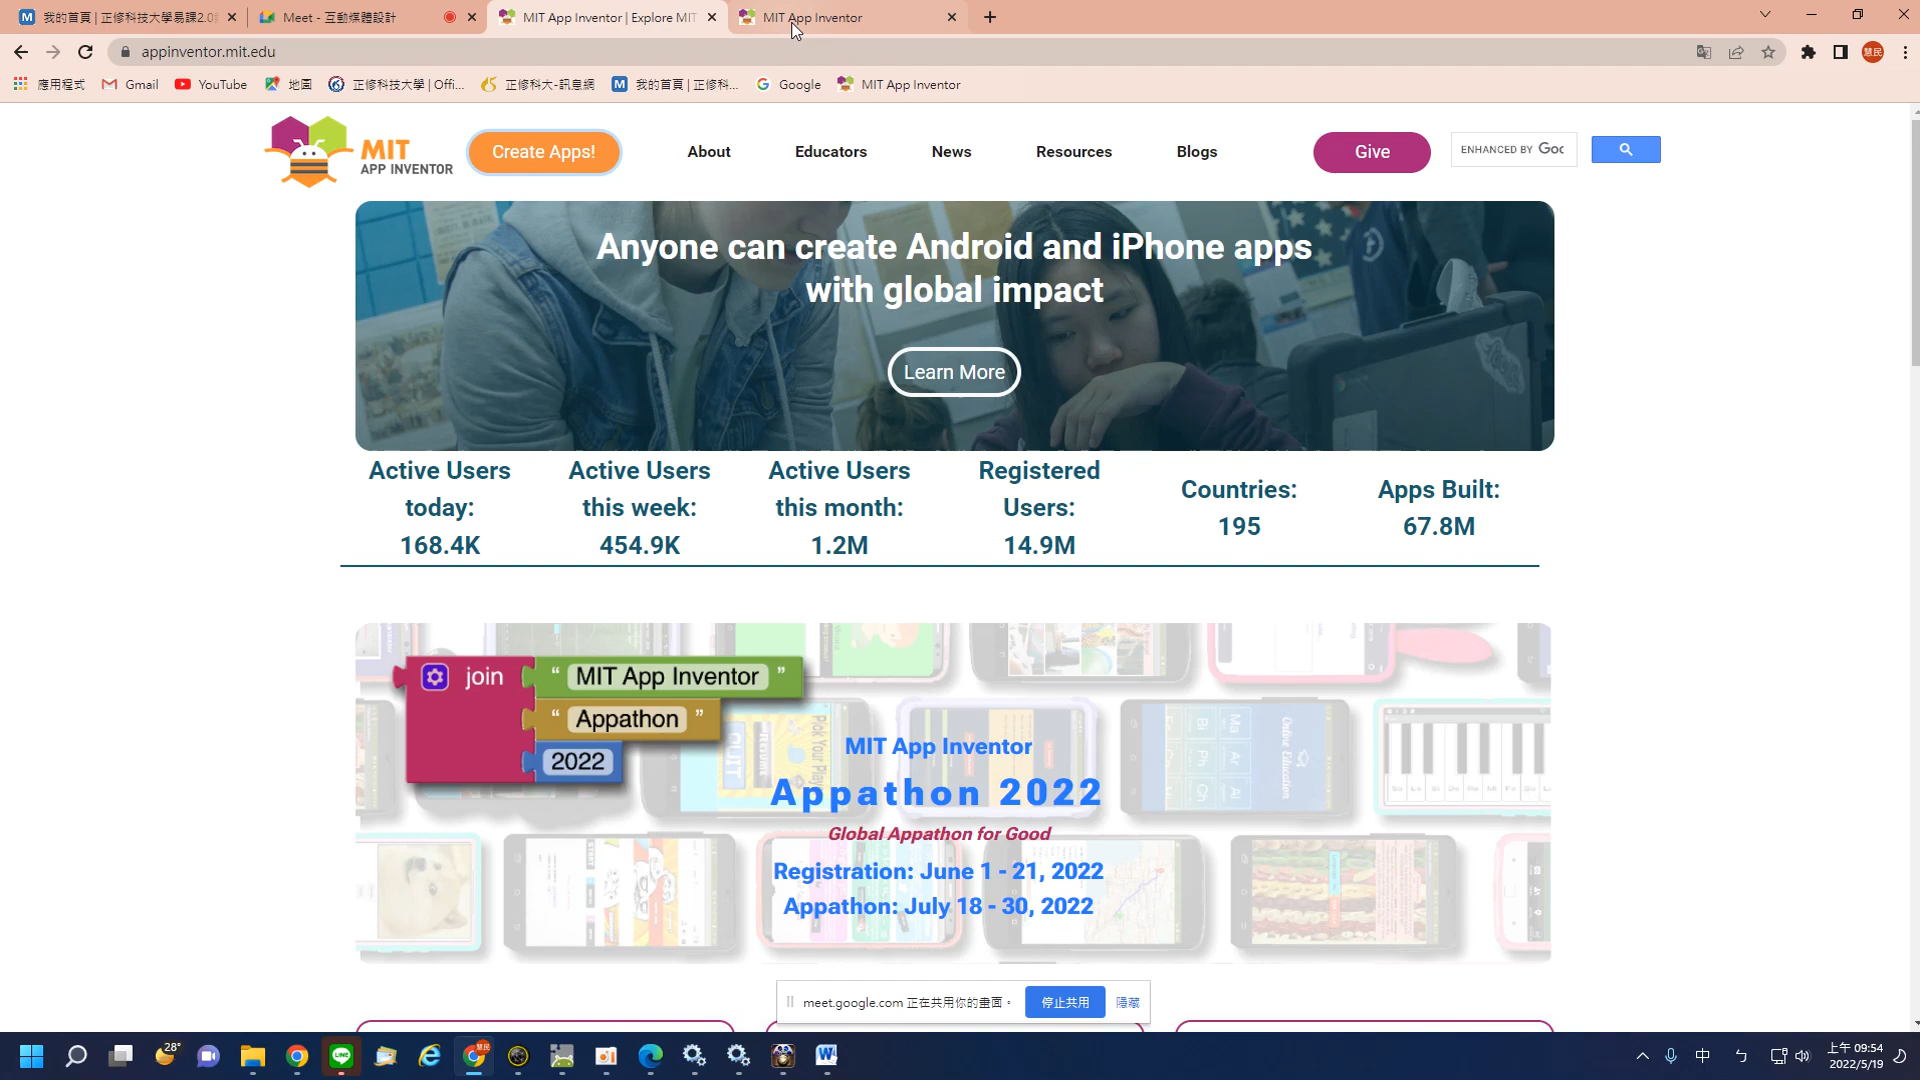 我的首頁 | 正修科技大學易課2.0
Meet - 互動媒體設計
MIT App Inventor | Explore MIT
MIT App Inventor
appinventor.mit.edu
慧民
應用程式
Gmail
YouTube
地圖
正修科技大學 | Offi...
正修科大-訊息網
我的首頁 | 正修科...
Google
MIT App Inventor
MIT
APP INVENTOR
Create Apps!
About
Educators
News
Resources
Blogs
Give
ENHANCED BY Goo
Anyone can create Android and iPhone apps
with global impact
Learn More
Active Users
today:
168.4K
Active Users
this week:
454.9K
Active Users
this month:
1.2M
Registered
Users:
14.9M
Countries:
195
Apps Built:
67.8M
join
“ MIT App Inventor ”
“ Appathon ”
2022
MIT App Inventor
Appathon 2022
Global Appathon for Good
Registration: June 1 - 21, 2022
Appathon: July 18 - 30, 2022
meet.google.com 正在共用你的畫面。
停止共用
隱藏
28°
中
ㄅ
上午 09:54
2022/5/19